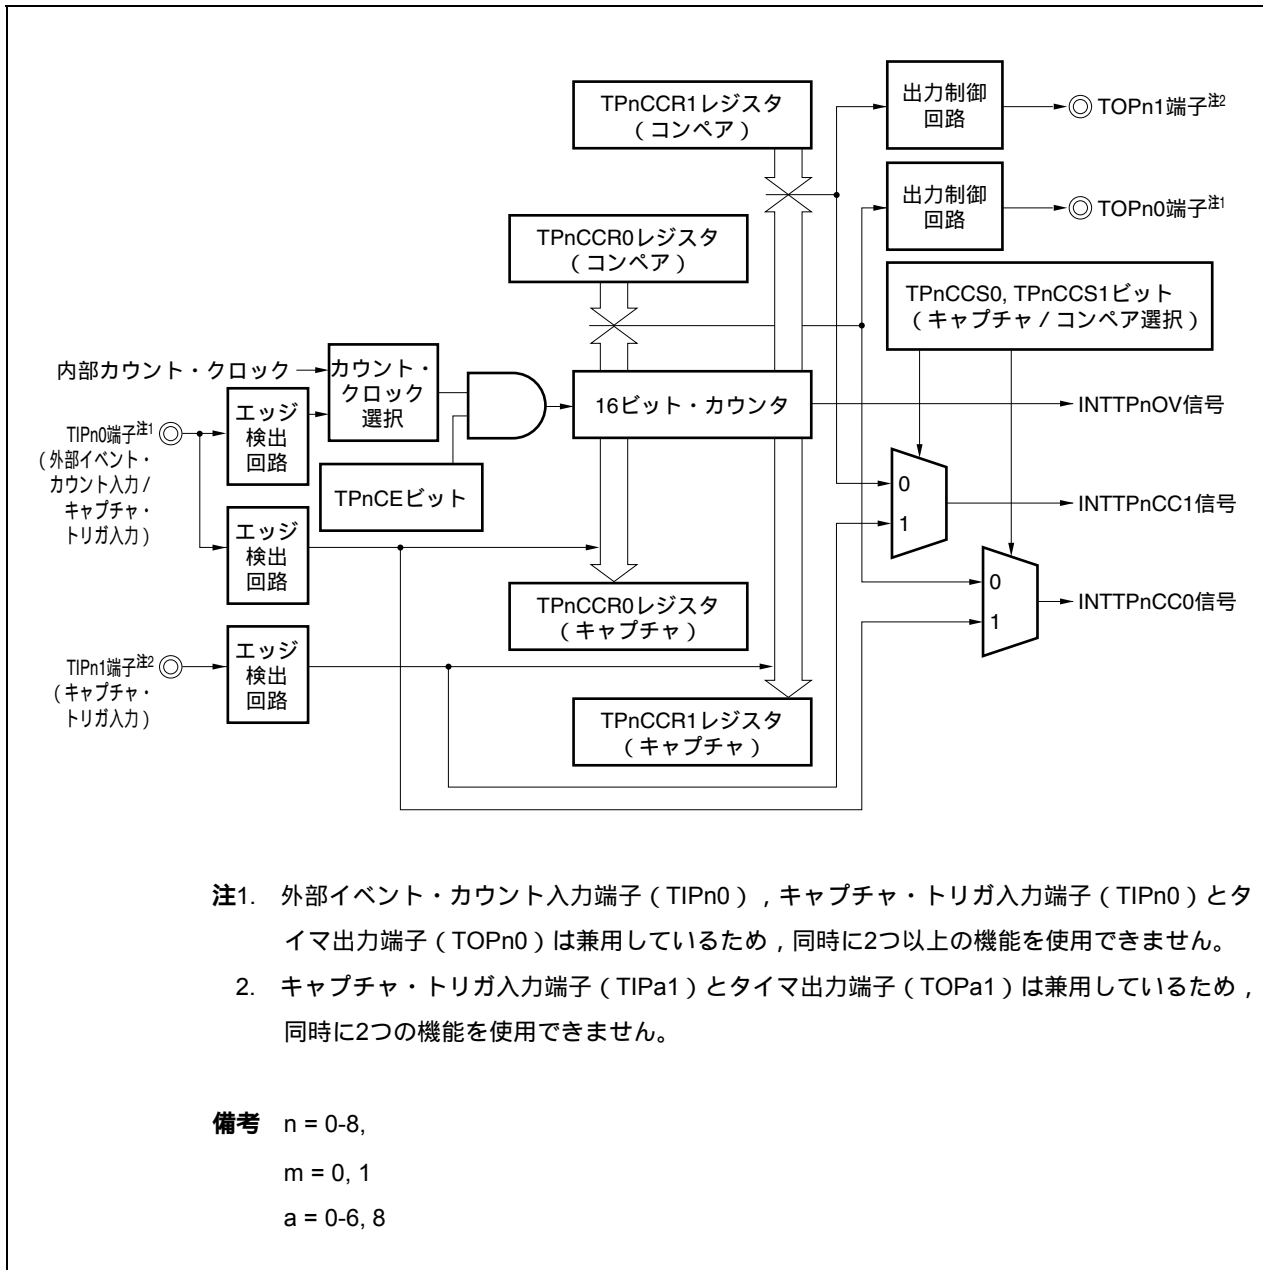 TPnCCR1レジスタ
（コンペア）
出力制御
回路
TOPn1端子注2
出力制御
回路
TOPn0端子注1
TPnCCR0レジスタ
（コンペア）
TPnCCS0, TPnCCS1ビット
（キャプチャ／コンペア選択）
内部カウント・クロック
カウント・
クロック
選択
16ビット・カウンタ
INTTPnOV信号
TIPn0端子注1
（外部イベント・
カウント入力／
キャプチャ・
トリガ入力）
エッジ
検出
回路
TPnCEビット
0
1
INTTPnCC1信号
エッジ
検出
回路
TPnCCR0レジスタ
（キャプチャ）
0
1
INTTPnCC0信号
TIPn1端子注2
（キャプチャ・
トリガ入力）
エッジ
検出
回路
TPnCCR1レジスタ
（キャプチャ）
注1. 外部イベント・カウント入力端子（TIPn0），キャプチャ・トリガ入力端子（TIPn0）とタ
イマ出力端子（TOPn0）は兼用しているため，同時に2つ以上の機能を使用できません。
2. キャプチャ・トリガ入力端子（TIPa1）とタイマ出力端子（TOPa1）は兼用しているため，
同時に2つの機能を使用できません。
備考 n = 0-8,
m = 0, 1
a = 0-6, 8